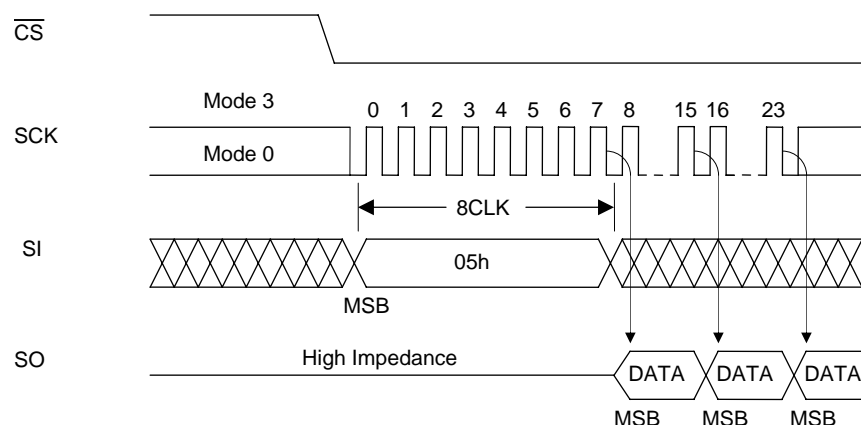 CS
Mode 3
0 1 2 3 4 5 6 7 8 15 16 23
SCK
Mode 0
8CLK
SI
05h
MSB
SO
High Impedance
DATA DATA DATA
MSB MSB MSB